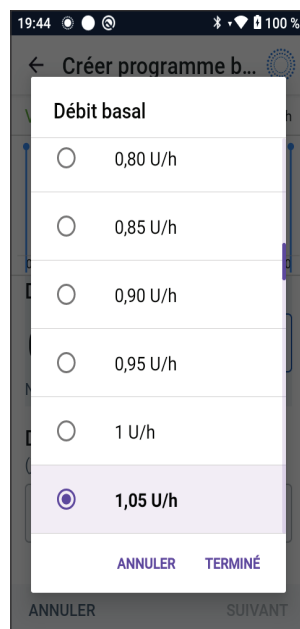 19:44 100 %
Créer programme b...
Débit basal
0,80 U/h
0,85 U/h
0,90 U/h
0,95 U/h
1 U/h
1,05 U/h
ANNULER TERMINÉ
ANNULER SUIVANT